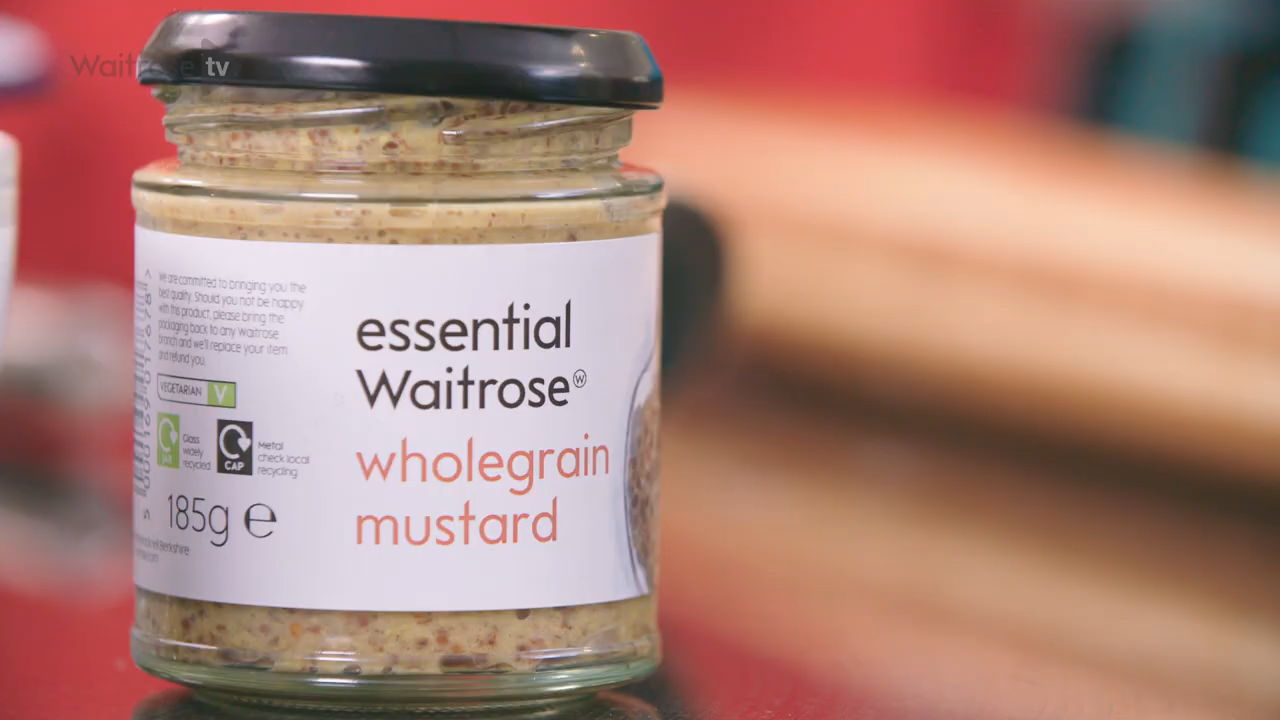 Waitrose tv
We are committed to bringing you the
best quality. Should you not be happy
with this product, please bring the
packaging back to any Waitrose
branch and we'll replace your item
and refund you.
VEGETARIAN V
JAR
Glass
widely
recycled
CAP
Metal
check local
recycling
185g e
Berkshire
essential
Waitrose W
wholegrain
mustard